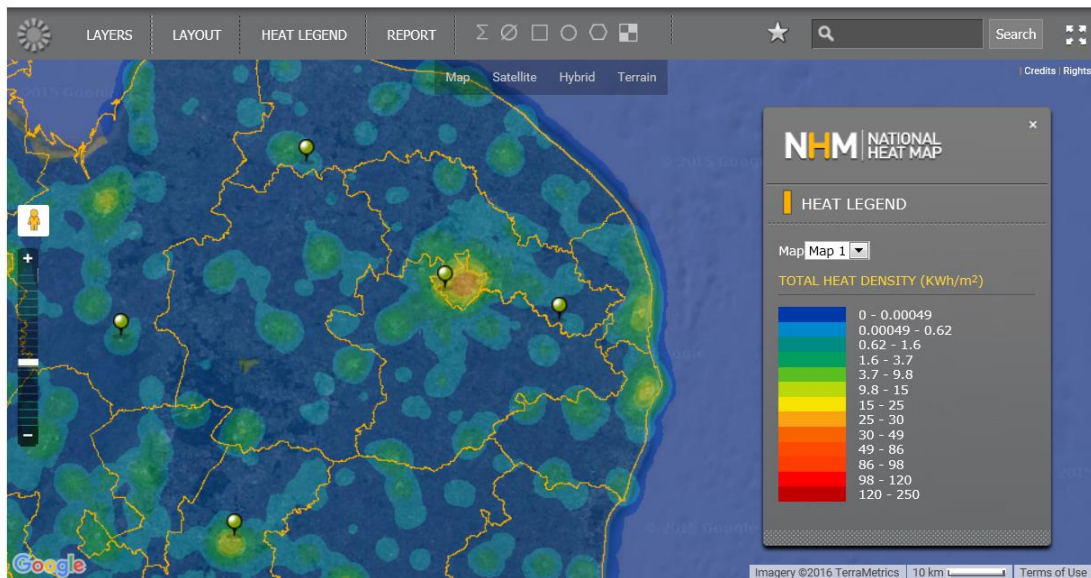 LAYERS LAYOUT HEAT LEGEND REPORT Search
Map Satellite Hybrid Terrain
| Credits | Rights
NHM NATIONAL HEAT MAP
HEAT LEGEND
Map Map 1
TOTAL HEAT DENSITY (KWh/m²)
0 - 0.00049
0.00049 - 0.62
0.62 - 1.6
1.6 - 3.7
3.7 - 9.8
9.8 - 15
15 - 25
25 - 30
30 - 49
49 - 86
86 - 98
98 - 120
120 - 250
Google
Imagery ©2016 TerraMetrics 10 km Terms of Use